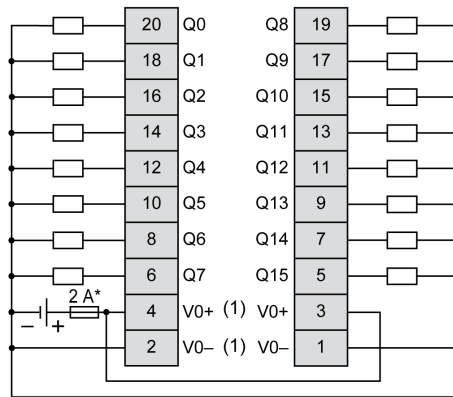 20 Q0 Q8 19
18 Q1 Q9 17
16 Q2 Q10 15
14 Q3 Q11 13
12 Q4 Q12 11
10 Q5 Q13 9
8 Q6 Q14 7
6 Q7 Q15 5
2 A*
− + 4 V0+ (1) V0+ 3
2 V0– (1) V0– 1